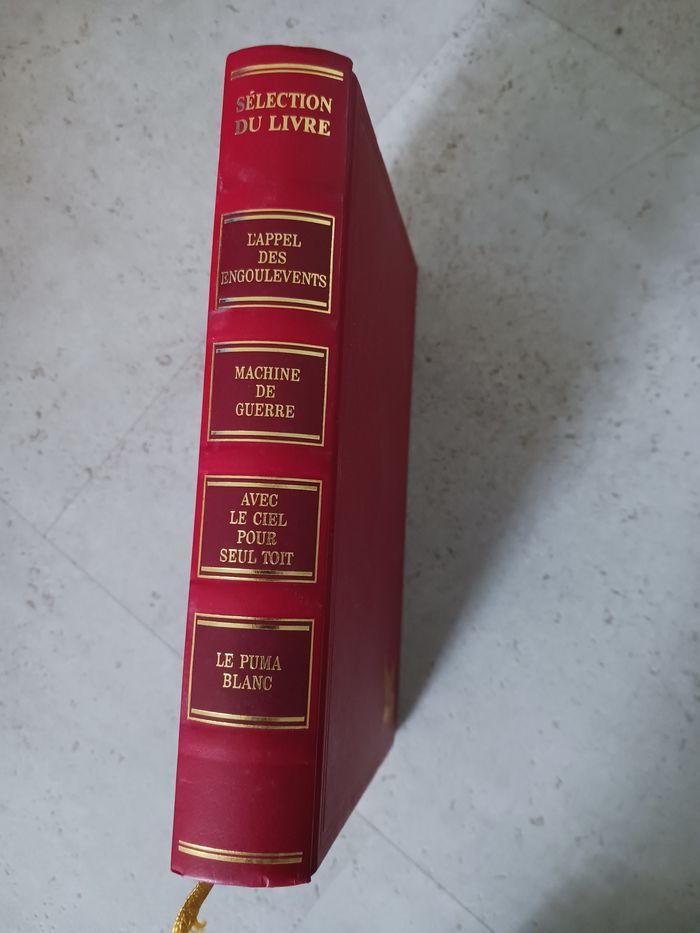 SÉLECTION
DU LIVRE
L'APPEL
DES
ENGOULEVENTS
MACHINE
DE
GUERRE
AVEC
LE CIEL
POUR
SEUL TOIT
LE PUMA
BLANC